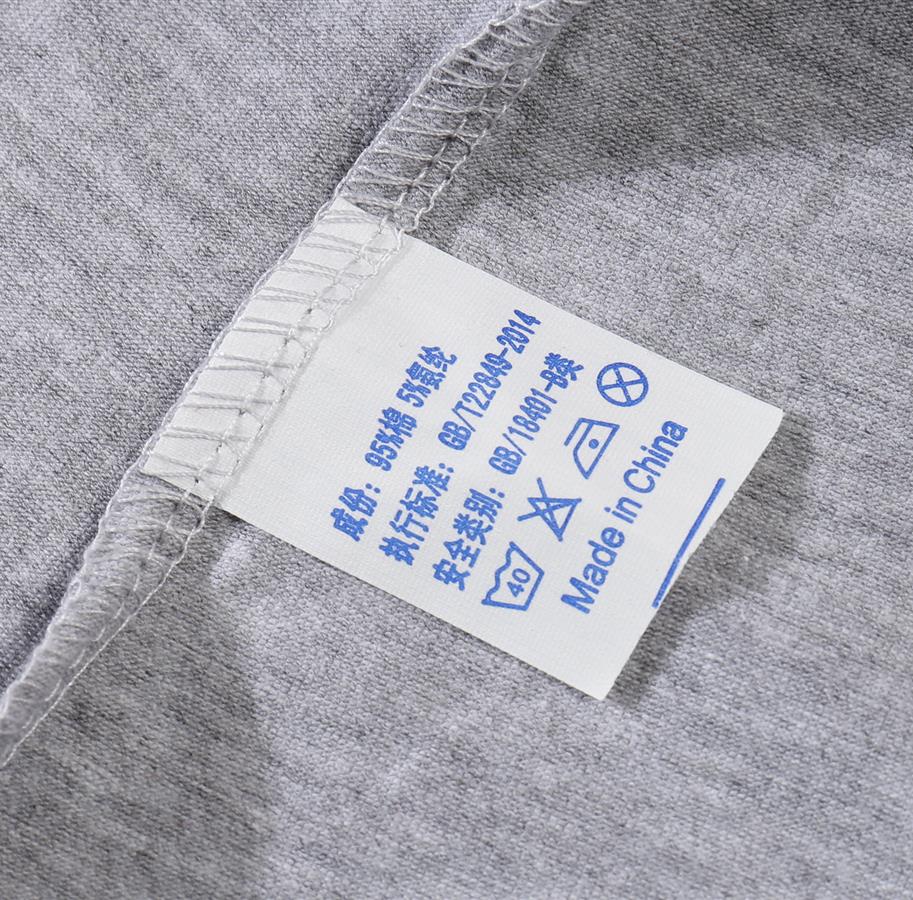 成份：95%棉 5%氨纶
执行标准：GB/T22849-2014
安全类别：GB/18401-B类
40
Made in China